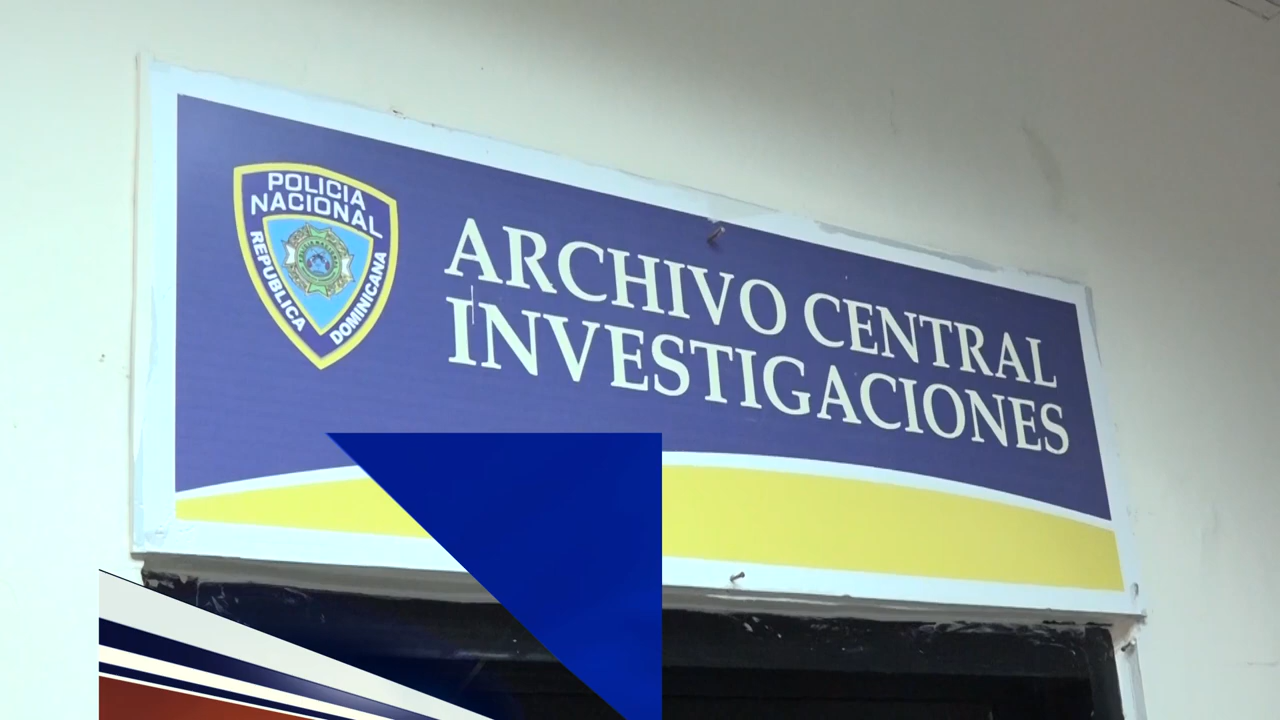 POLICIA
NACIONAL
REPUBLICA
DOMINICANA
ARCHIVO CENTRAL
INVESTIGACIONES